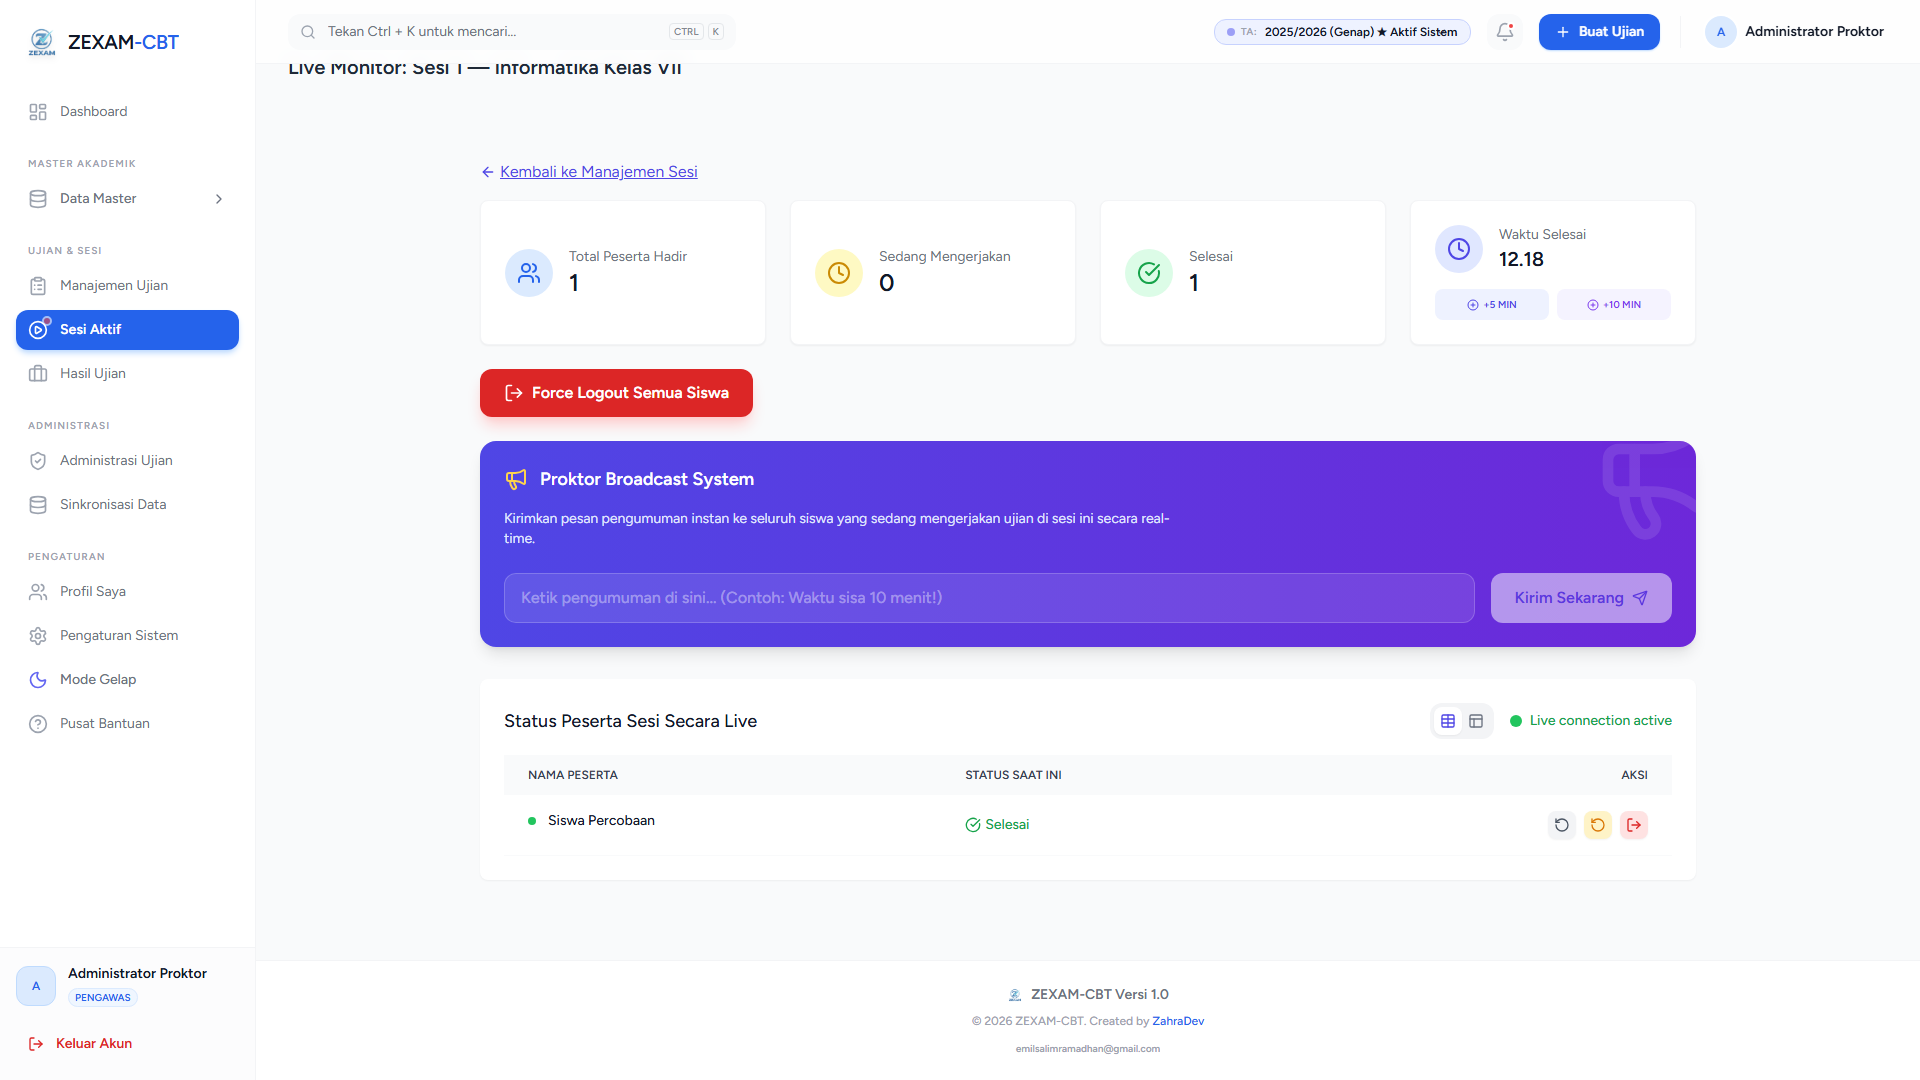 ZEXAM
ZEXAM-CBT
Tekan Ctrl + K untuk mencari...
CTRL
K
TA:
2025/2026 (Genap) ★ Aktif Sistem
Buat Ujian
A
Administrator Proktor
Live Monitor: Sesi 1 — Informatika Kelas VII
Dashboard
MASTER AKADEMIK
Data Master
UJIAN & SESI
Manajemen Ujian
Sesi Aktif
Hasil Ujian
ADMINISTRASI
Administrasi Ujian
Sinkronisasi Data
PENGATURAN
Profil Saya
Pengaturan Sistem
Mode Gelap
Pusat Bantuan
A
Administrator Proktor
PENGAWAS
Keluar Akun
Kembali ke Manajemen Sesi
Total Peserta Hadir
1
Sedang Mengerjakan
0
Selesai
1
Waktu Selesai
12.18
+5 MIN
+10 MIN
Force Logout Semua Siswa
Proktor Broadcast System
Kirimkan pesan pengumuman instan ke seluruh siswa yang sedang mengerjakan ujian di sesi ini secara real-
time.
Ketik pengumuman di sini... (Contoh: Waktu sisa 10 menit!)
Kirim Sekarang
Status Peserta Sesi Secara Live
Live connection active
NAMA PESERTA
STATUS SAAT INI
AKSI
Siswa Percobaan
Selesai
ZEXAM-CBT Versi 1.0
© 2026 ZEXAM-CBT. Created by ZahraDev
emilsalimramadhan@gmail.com